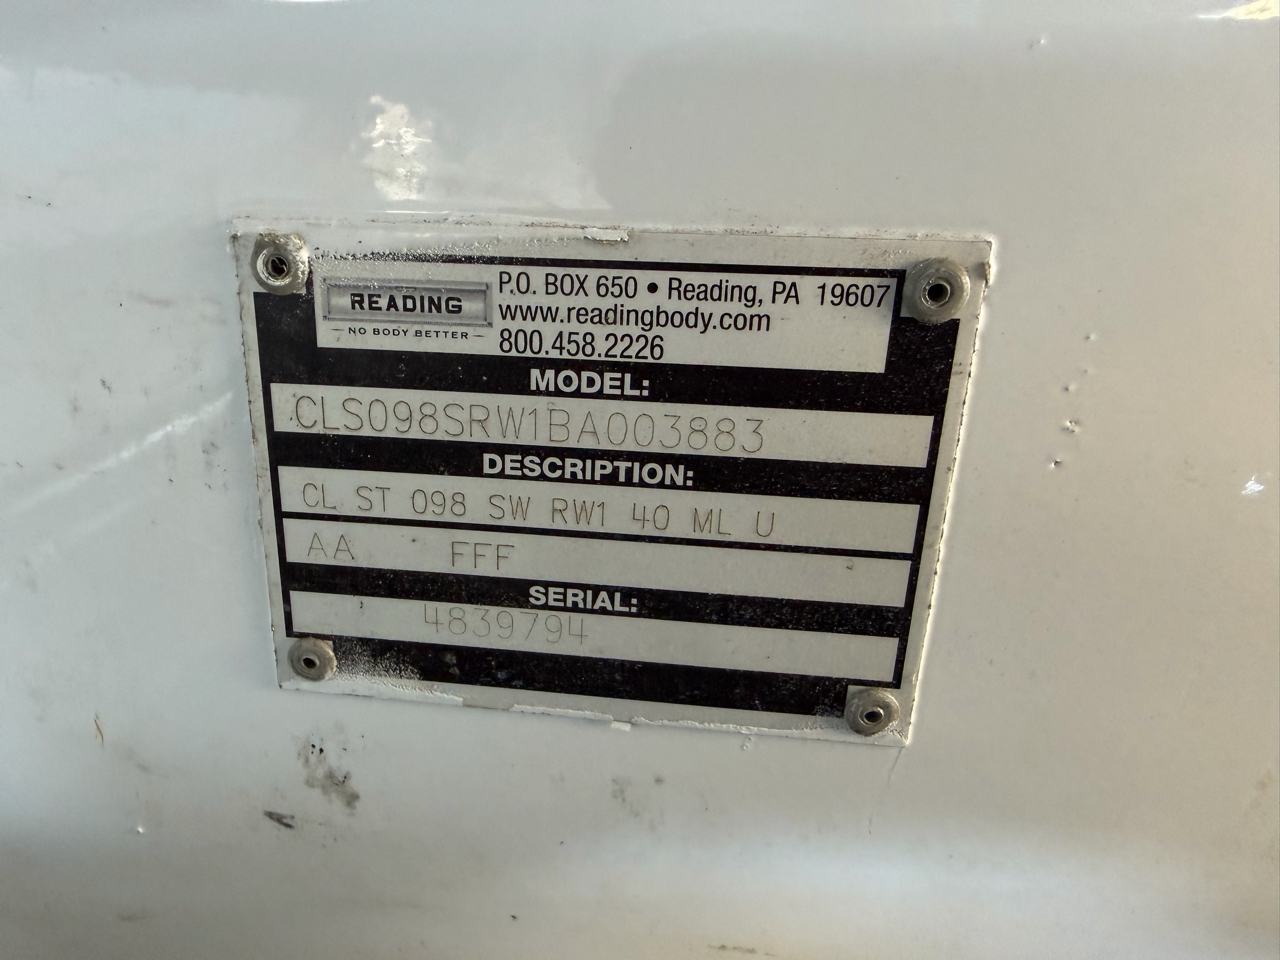 READING
NO BODY BETTER
P.O. BOX 650 • Reading, PA 19607
www.readingbody.com
800.458.2226
MODEL:
CLS098SRW1BA003883
DESCRIPTION:
CL ST 098 SW RW1 40 ML U
AA FFF
SERIAL:
4839794